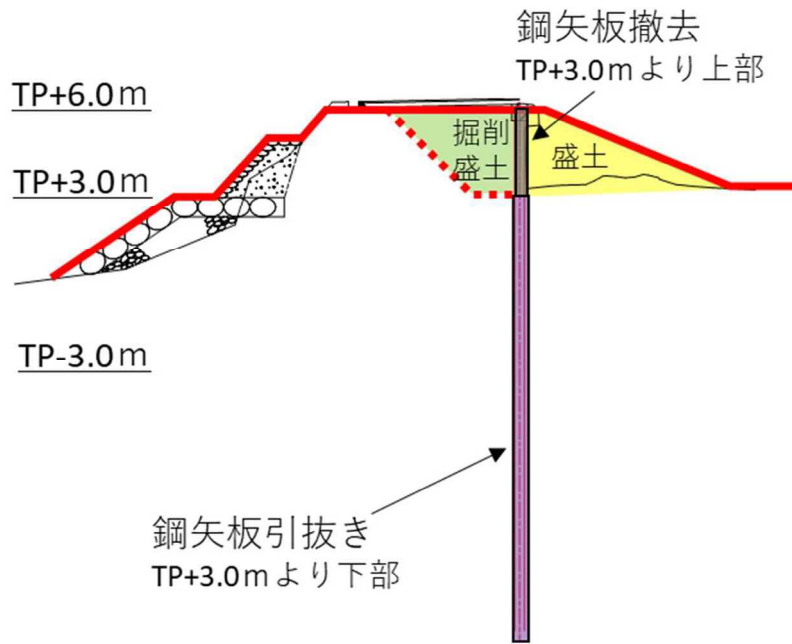 鋼矢板撤去
TP+3.0mより上部
TP+6.0m
掘削
盛土
盛土
TP+3.0m
TP-3.0m
鋼矢板引抜き
TP+3.0mより下部